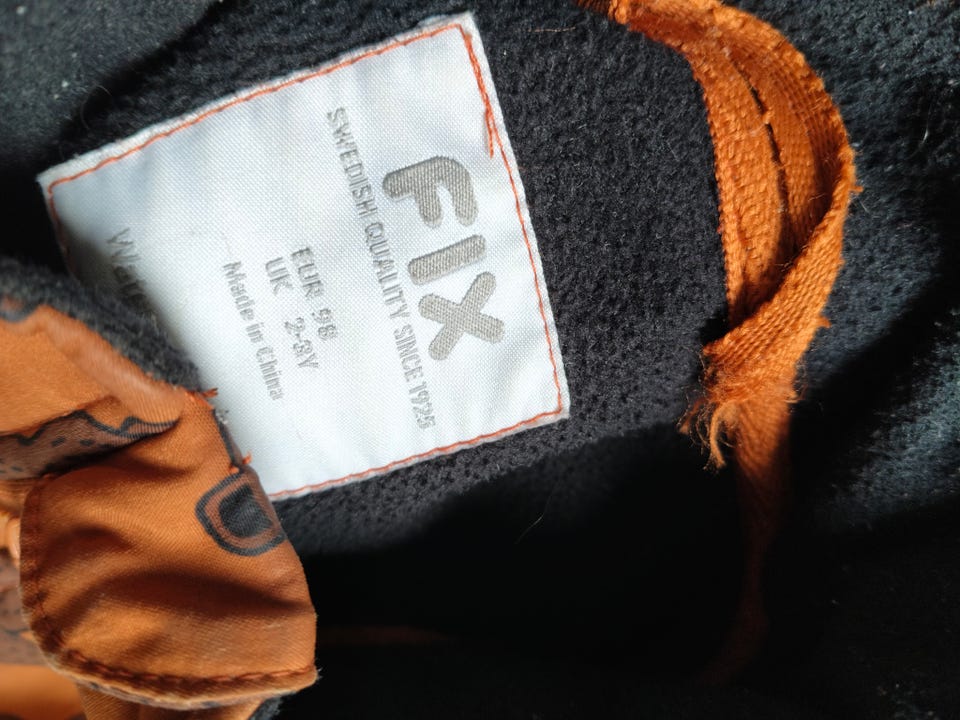 FIX
SWEDISH QUALITY SINCE 1925
EUR 98
UK 2-3Y
Made in China